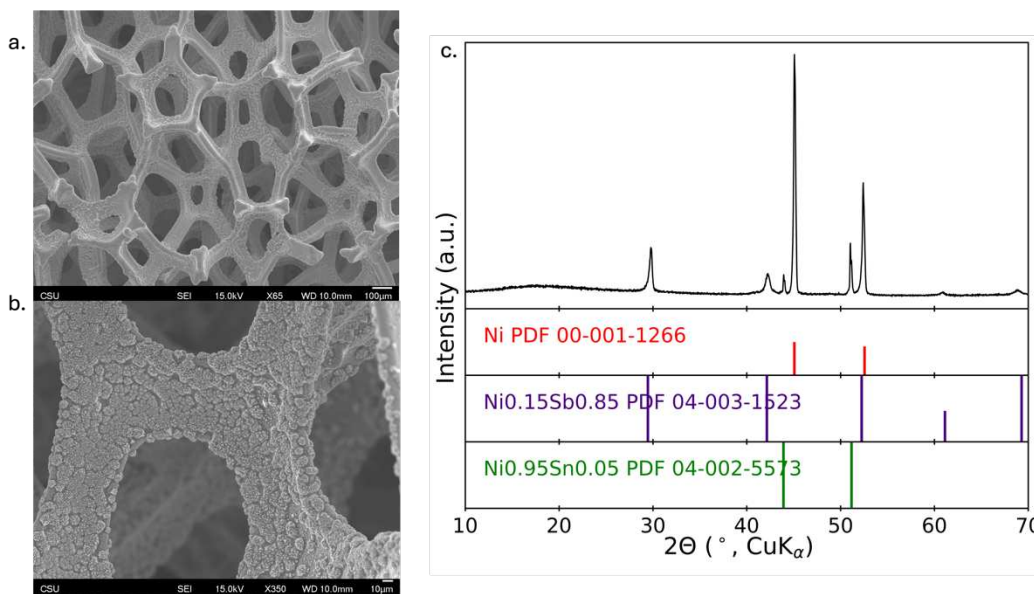 a.
CSU SEI 15.0kV X65 WD 10.0mm 100μm
b.
CSU SEI 15.0kV X350 WD 10.0mm 10μm
c.
Intensity (a.u.)
Ni PDF 00-001-1266
Ni0.15Sb0.85 PDF 04-003-1523
Ni0.95Sn0.05 PDF 04-002-5573
10 20 30 40 50 60 70
2Θ (°, CuKα)